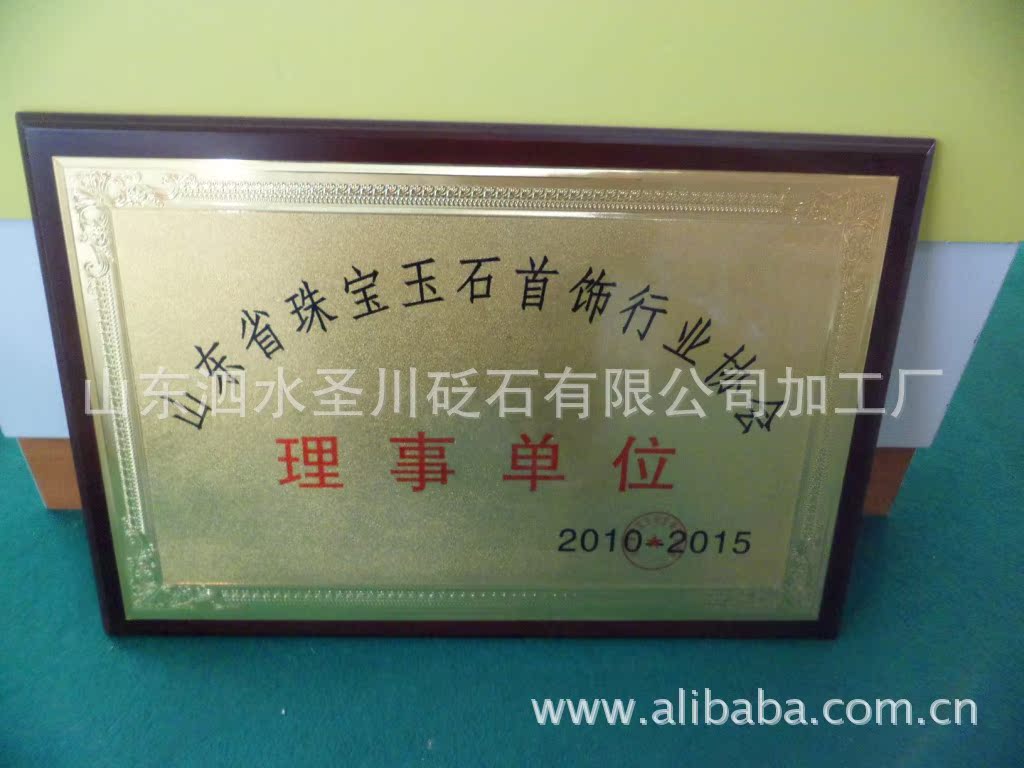 山东省珠宝玉石首饰行业协会
山东泗水圣川砭石有限公司加工厂
理事单位
2010-2015
www.alibaba.com.cn